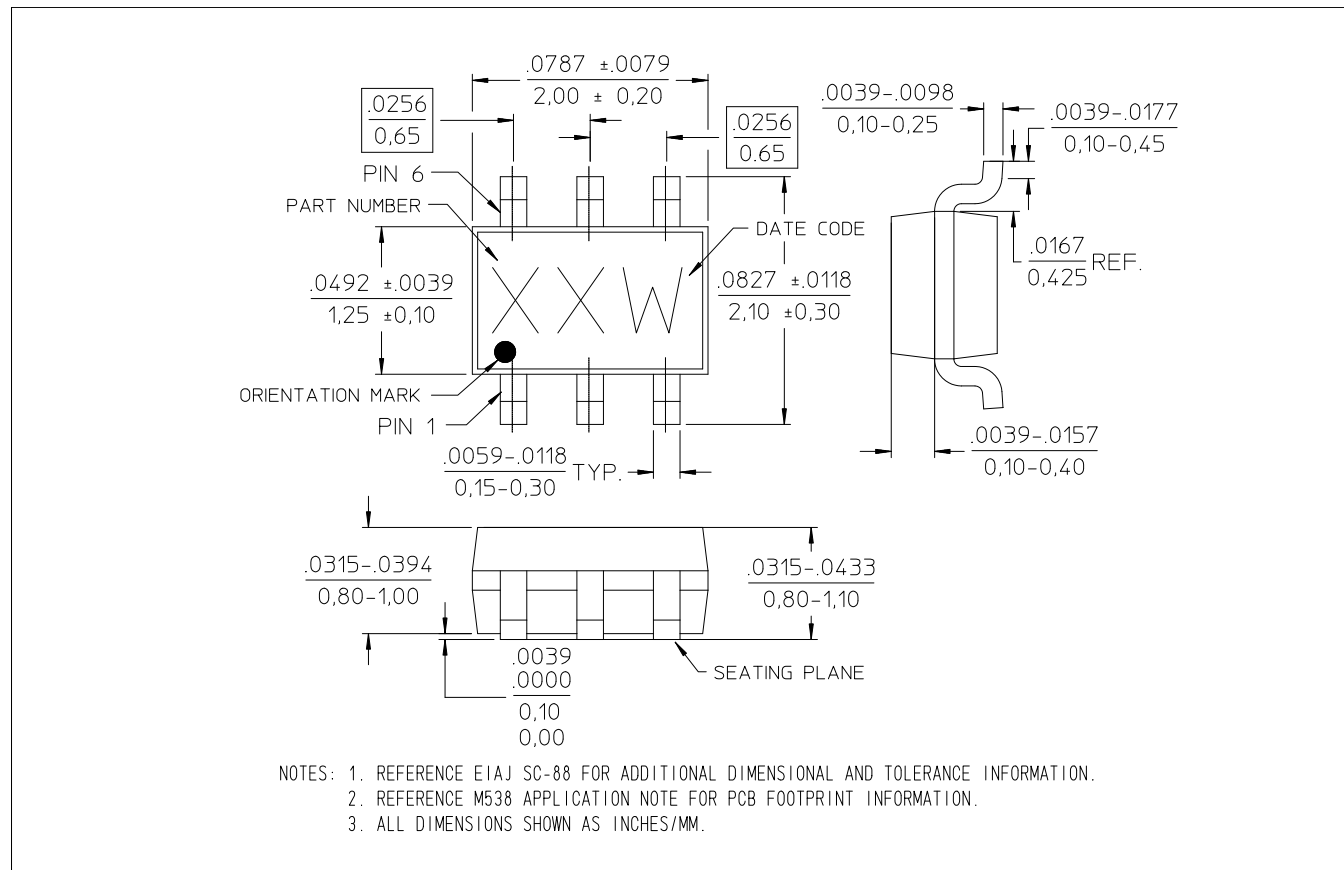 .0787 ±.0079
2,00 ± 0,20
.0256
0,65
.0256
0.65
.0039-.0098
0,10-0,25
.0039-.0177
0,10-0,45
PIN 6
PART NUMBER
DATE CODE
.0167
0,425 REF.
.0492 ±.0039
1,25 ±0,10
XXW
.0827 ±.0118
2,10 ±0,30
ORIENTATION MARK
PIN 1
.0059-.0118
0,15-0,30 TYP.
.0039-.0157
0,10-0,40
.0315-.0394
0,80-1,00
.0315-.0433
0,80-1,10
.0039
.0000
0,10
0,00
SEATING PLANE
NOTES: 1. REFERENCE EIAJ SC-88 FOR ADDITIONAL DIMENSIONAL AND TOLERANCE INFORMATION.
2. REFERENCE M538 APPLICATION NOTE FOR PCB FOOTPRINT INFORMATION.
3. ALL DIMENSIONS SHOWN AS INCHES/MM.